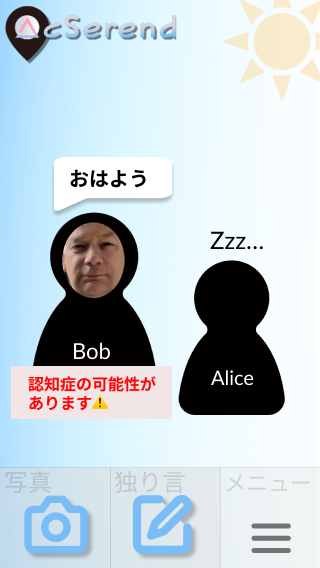 AcSerend
おはよう
Zzz...
Bob
Alice
認知症の可能性が
あります⚠
写真
独り言
メニュー